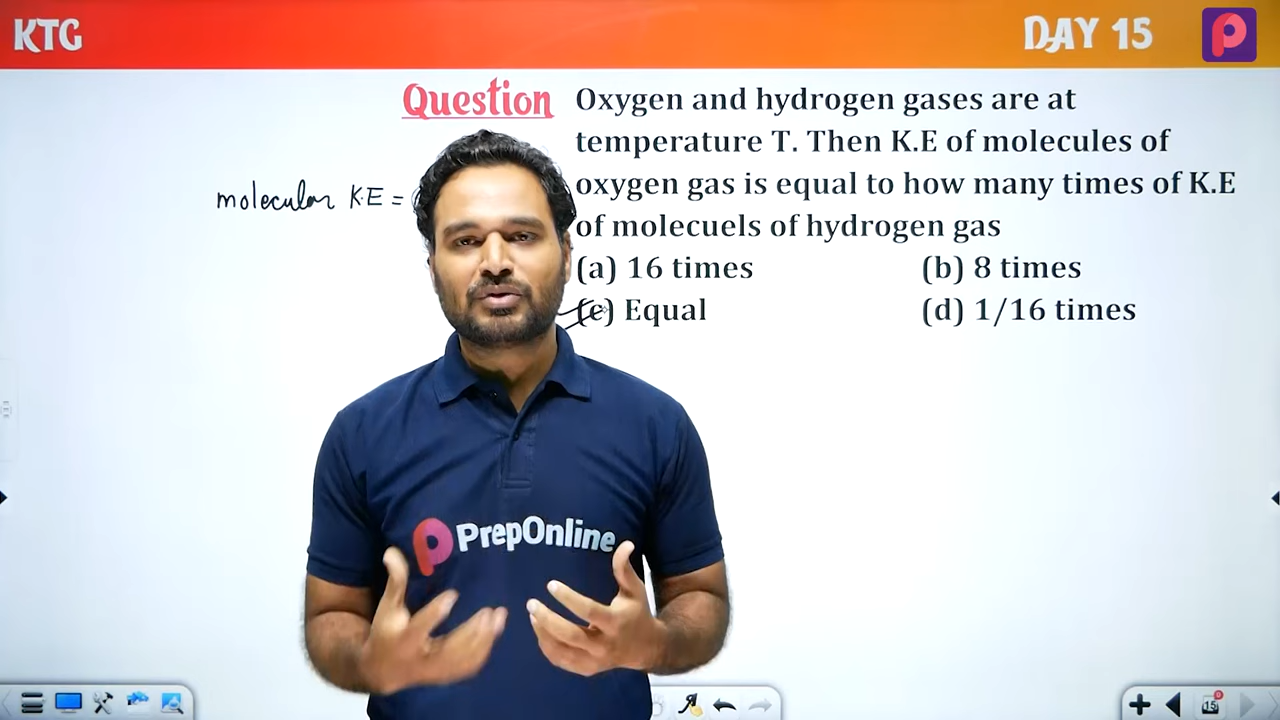 KTG
DAY 15
Question
Oxygen and hydrogen gases are at
temperature T. Then K.E of molecules of
oxygen gas is equal to how many times of K.E
of molecuels of hydrogen gas
(a) 16 times
(b) 8 times
(c) Equal
(d) 1/16 times
molecular K.E =
PrepOnline
15